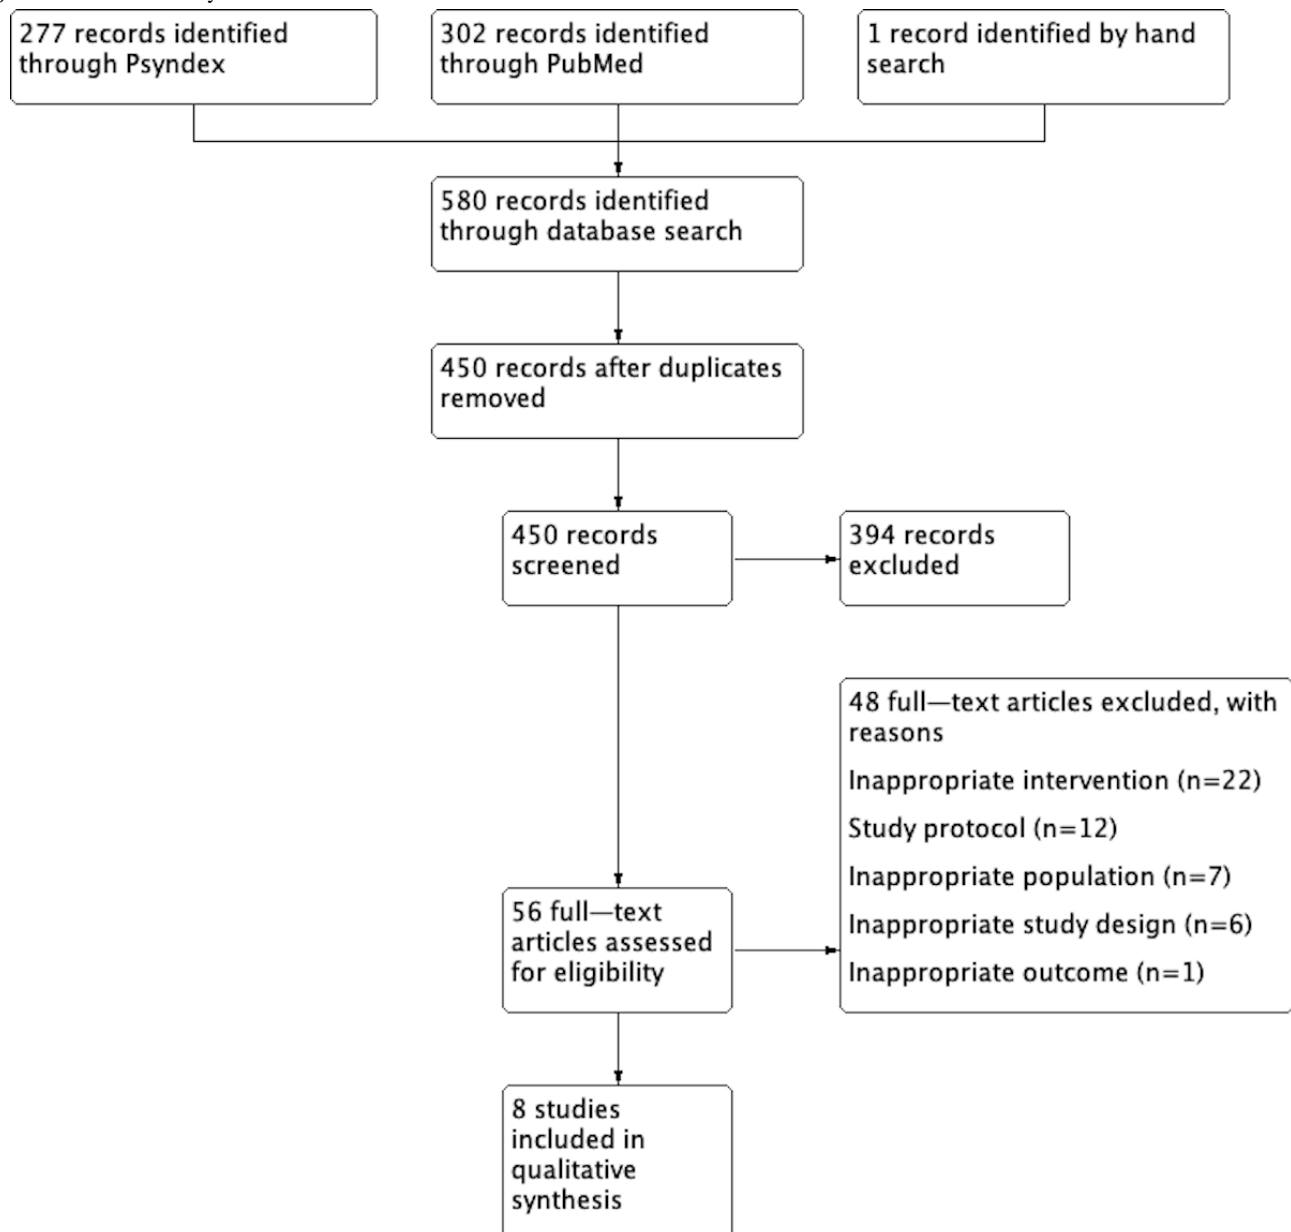 277 records identified
through Psyndex
302 records identified
through PubMed
1 record identified by hand
search
580 records identified
through database search
450 records after duplicates
removed
450 records
screened
394 records
excluded
48 full—text articles excluded, with
reasons
Inappropriate intervention (n=22)
Study protocol (n=12)
Inappropriate population (n=7)
Inappropriate study design (n=6)
Inappropriate outcome (n=1)
56 full—text
articles assessed
for eligibility
8 studies
included in
qualitative
synthesis